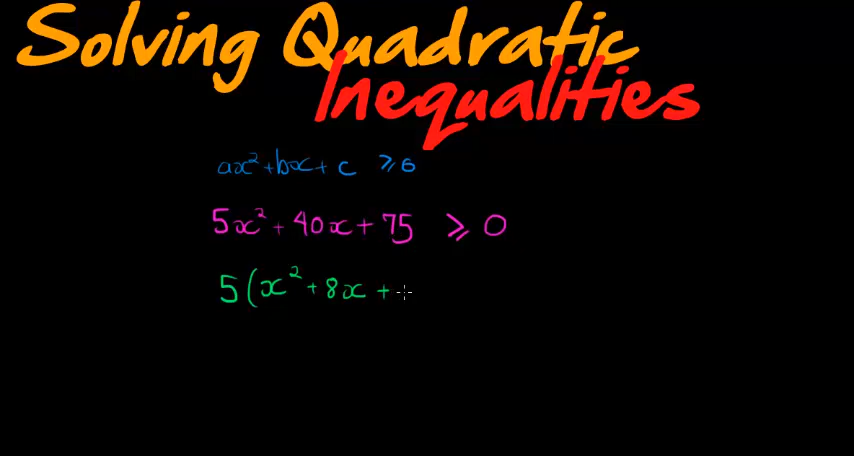 Solving Quadratic
Inequalities
ax² + bx + c ≥ 0
5x² + 40x + 75 ≥ 0
5(x² + 8x +